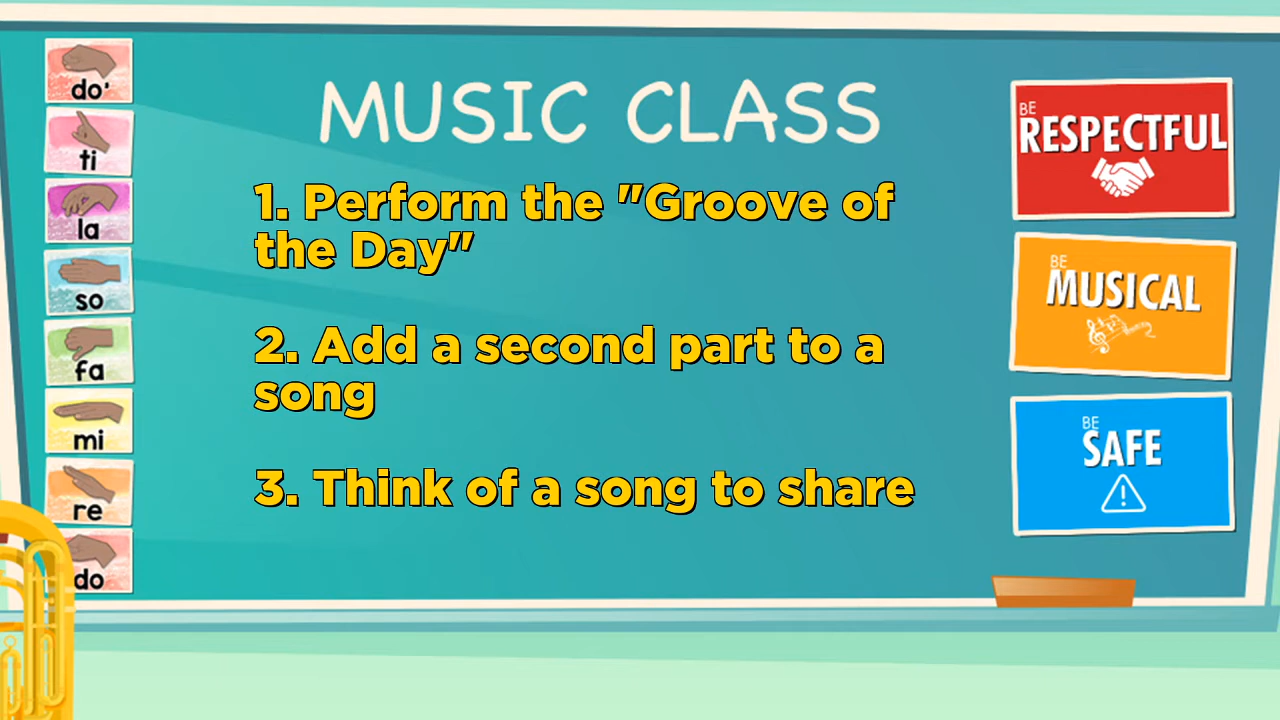 MUSIC CLASS
1. Perform the "Groove of
the Day"
2. Add a second part to a
song
3. Think of a song to share
do'
ti
la
so
fa
mi
re
do
BE
RESPECTFUL
BE
MUSICAL
BE
SAFE